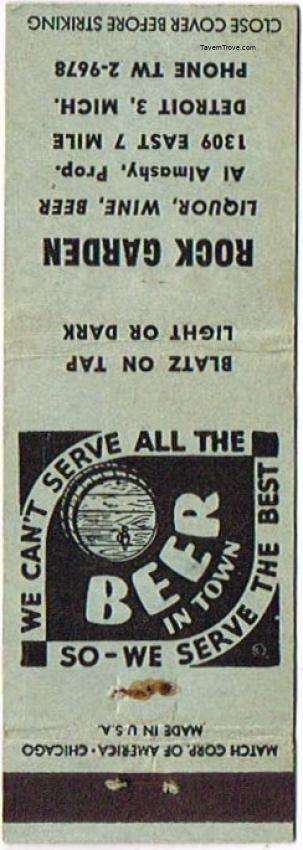 WE CAN'T SERVE ALL THE
BEER
IN TOWN
SO-WE SERVE THE BEST
BLATZ ON TAP
LIGHT OR DARK
ROCK GARDEN
LIQUOR, WINE, BEER
Al Almashy, Prop.
1309 EAST 7 MILE
DETROIT 3, MICH.
PHONE TW 2-9678
CLOSE COVER BEFORE STRIKING
MATCH CORP. OF AMERICA • CHICAGO
MADE IN U.S.A.
TavernTrove.com